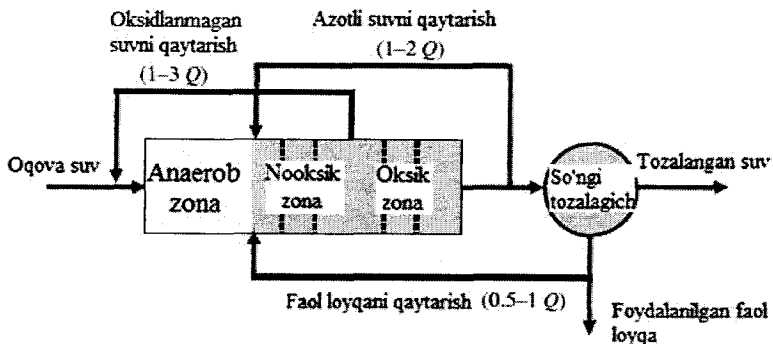 Oksidlanmagan
suvni qaytarish
(1–3 Q)
Azotli suvni qaytarish
(1–2 Q)
Oqova suv
Anaerob
zona
Nooksik
zona
Oksik
zona
So'ngi
tozalagich
Tozalangan suv
Faol loyqani qaytarish (0.5–1 Q)
Foydalanilgan faol
loyqa